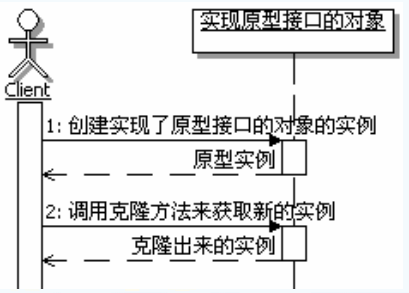 实现原型接口的对象
Client
1: 创建实现了原型接口的对象的实例
原型实例
2: 调用克隆方法来获取新的实例
克隆出来的实例